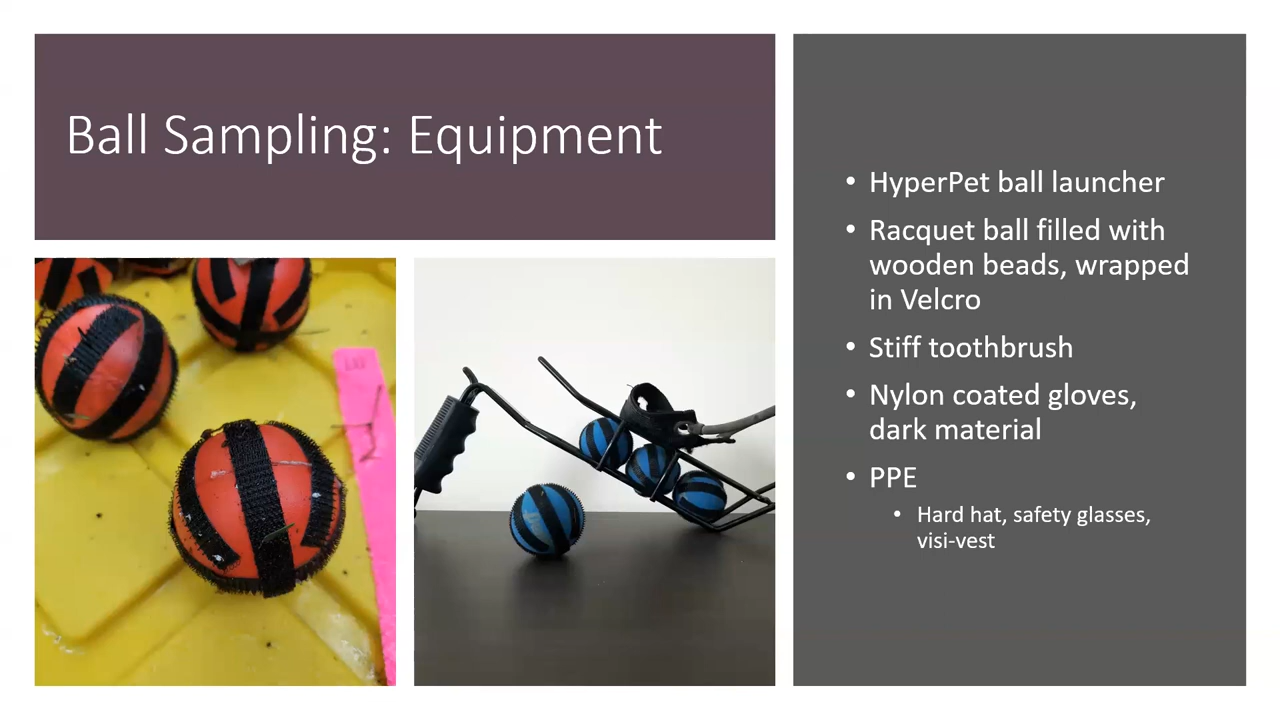 Ball Sampling: Equipment
• HyperPet ball launcher
• Racquet ball filled with
wooden beads, wrapped
in Velcro
• Stiff toothbrush
• Nylon coated gloves,
dark material
• PPE
• Hard hat, safety glasses,
visi-vest